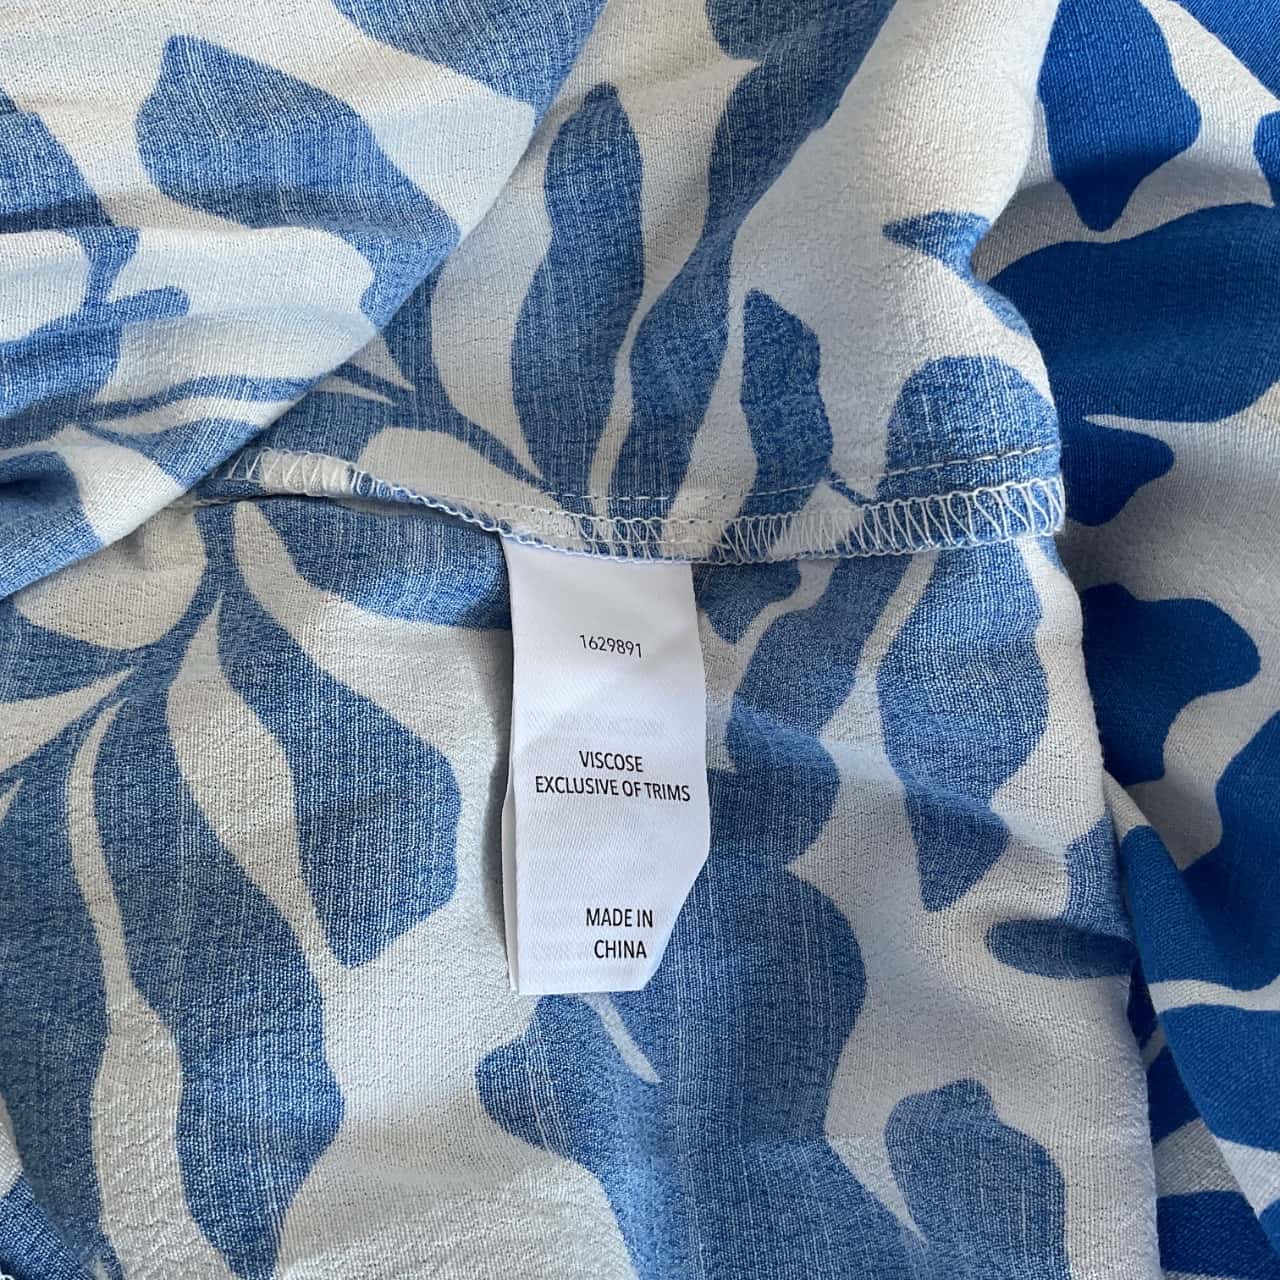 1629891
VISCOSE
EXCLUSIVE OF TRIMS
MADE IN
CHINA